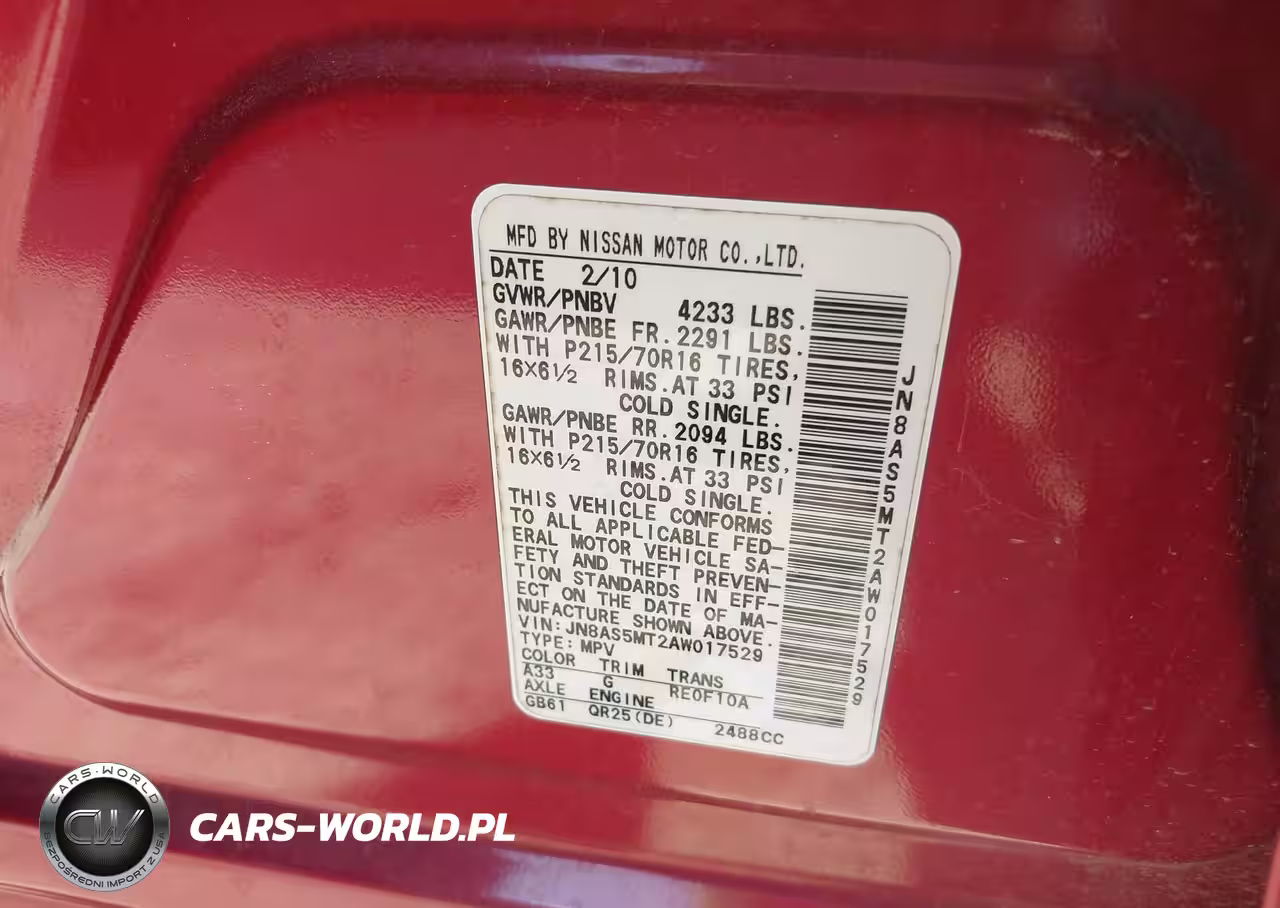 MFD BY NISSAN MOTOR CO.,LTD.
DATE 2/10
GVWR/PNBV 4233 LBS.
GAWR/PNBE FR. 2291 LBS.
WITH P215/70R16 TIRES,
16X6½ RIMS.AT 33 PSI
COLD SINGLE.
GAWR/PNBE RR. 2094 LBS.
WITH P215/70R16 TIRES,
16X6½ RIMS.AT 33 PSI
COLD SINGLE.
THIS VEHICLE CONFORMS
TO ALL APPLICABLE FED-
ERAL MOTOR VEHICLE SA-
FETY AND THEFT PREVEN-
TION STANDARDS IN EFF-
ECT ON THE DATE OF MA-
NUFACTURE SHOWN ABOVE.
VIN: JN8AS5MT2AW017529
TYPE: MPV
COLOR TRIM TRANS
A33 G RE0F10A
AXLE ENGINE
GB61 QR25(DE) 2488CC
JN8AS5MT2AW017529
CARS-WORLD
CW
BEZPOŚREDNI IMPORT Z USA
CARS-WORLD.PL